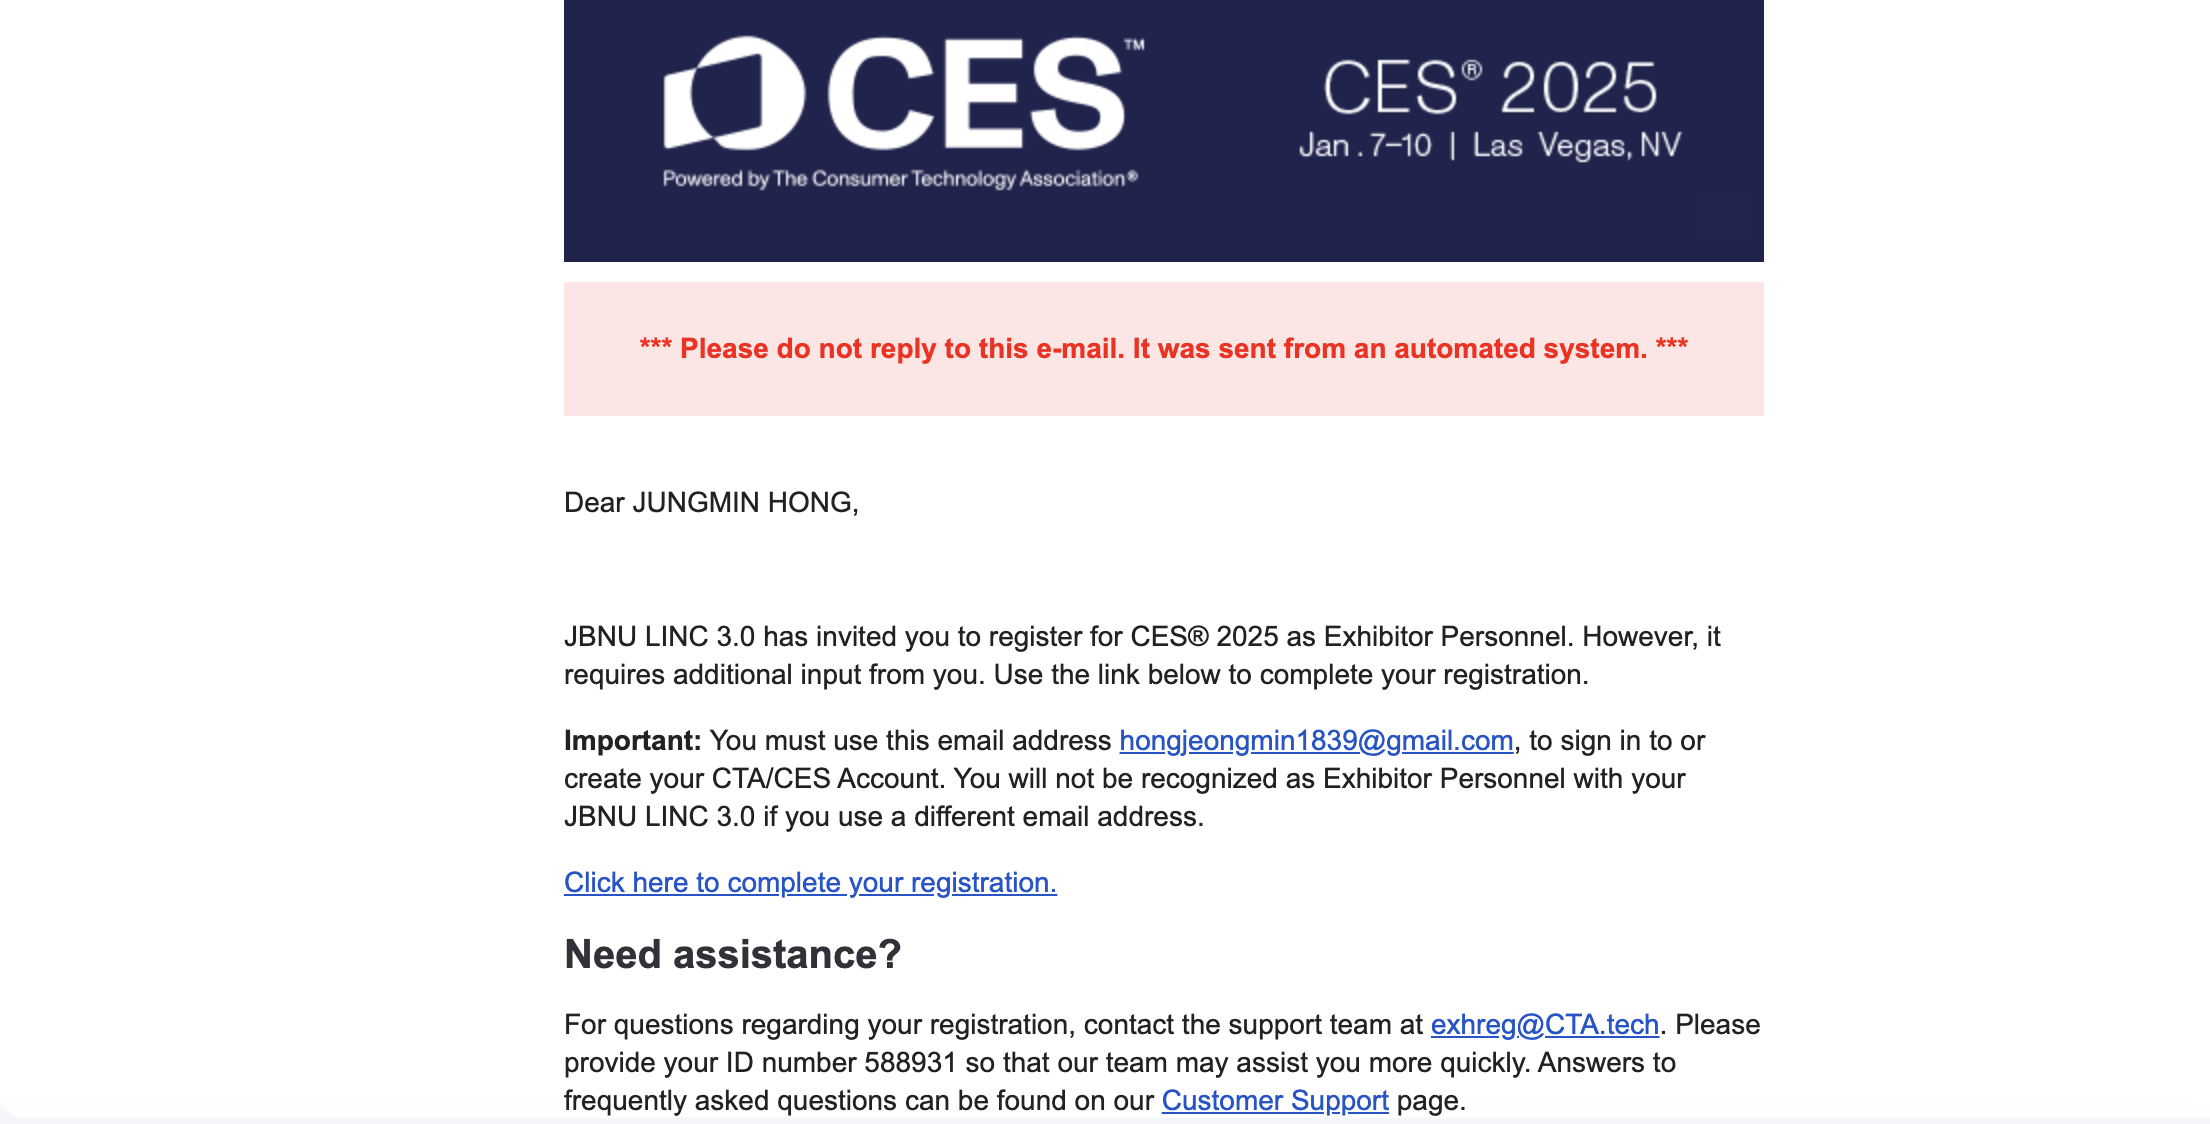 CES™
Powered by The Consumer Technology Association®
CES® 2025
Jan. 7–10 | Las Vegas, NV
*** Please do not reply to this e-mail. It was sent from an automated system. ***
Dear JUNGMIN HONG,
JBNU LINC 3.0 has invited you to register for CES® 2025 as Exhibitor Personnel. However, it
requires additional input from you. Use the link below to complete your registration.
Important: You must use this email address hongjeongmin1839@gmail.com, to sign in to or
create your CTA/CES Account. You will not be recognized as Exhibitor Personnel with your
JBNU LINC 3.0 if you use a different email address.
Click here to complete your registration.
Need assistance?
For questions regarding your registration, contact the support team at exhreg@CTA.tech. Please
provide your ID number 588931 so that our team may assist you more quickly. Answers to
frequently asked questions can be found on our Customer Support page.